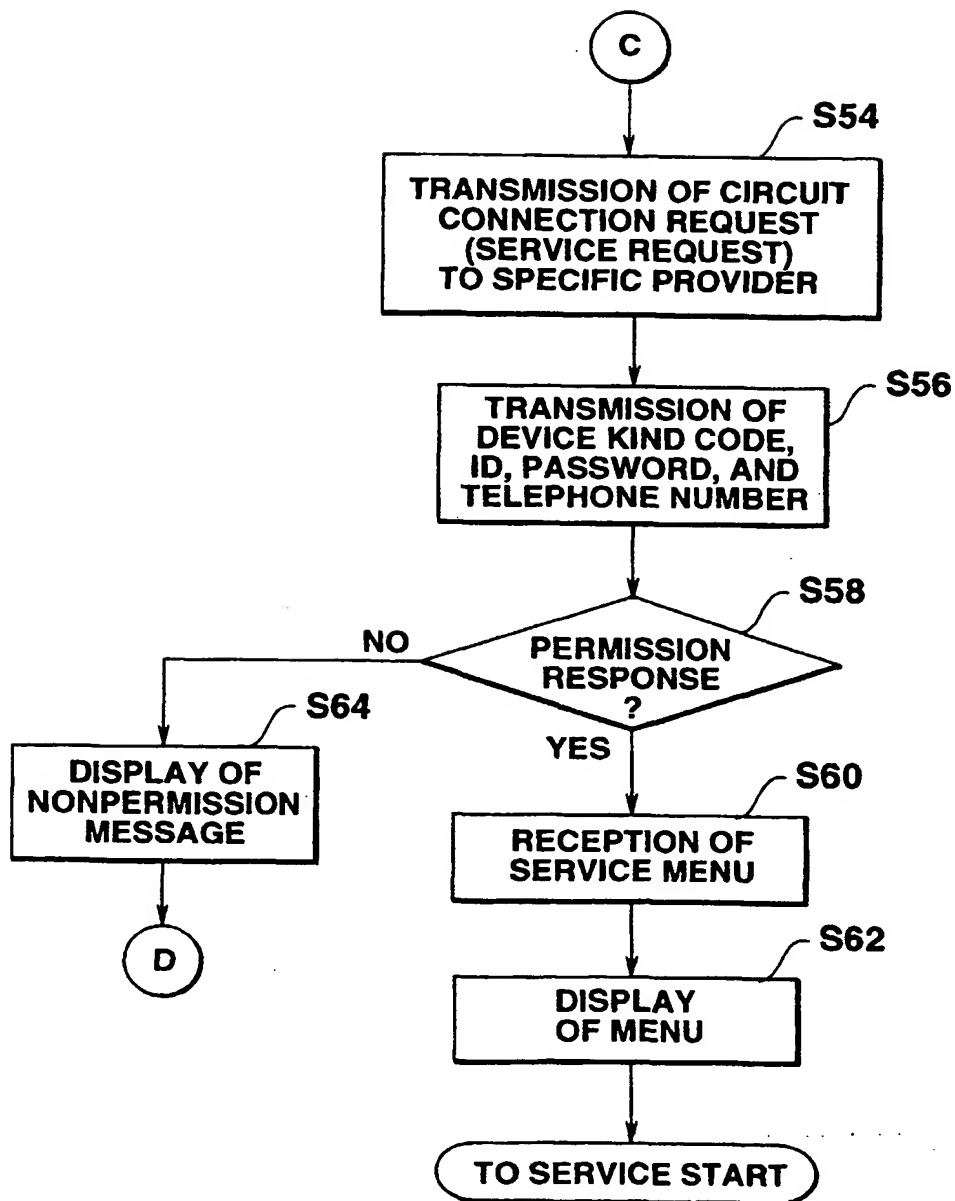 C
S54
TRANSMISSION OF CIRCUIT
CONNECTION REQUEST
(SERVICE REQUEST)
TO SPECIFIC PROVIDER
S56
TRANSMISSION OF
DEVICE KIND CODE,
ID, PASSWORD, AND
TELEPHONE NUMBER
S58
PERMISSION
RESPONSE
?
NO
YES
S64
DISPLAY OF
NONPERMISSION
MESSAGE
D
S60
RECEPTION OF
SERVICE MENU
S62
DISPLAY
OF MENU
TO SERVICE START